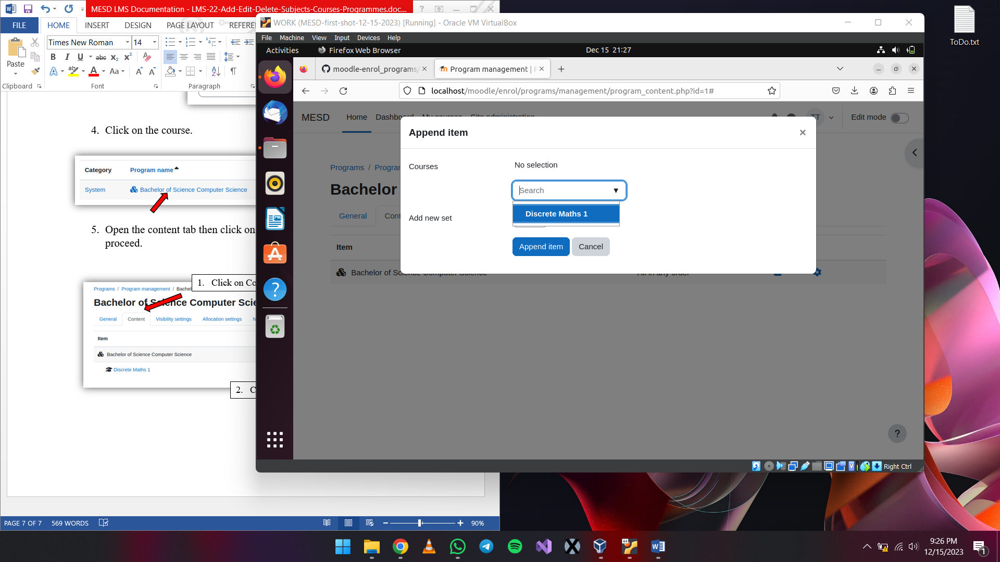 MESD LMS Documentation - LMS-22-Add-Edit-Delete-Subjects-Courses-Programmes.doc...
FILE HOME INSERT DESIGN PAGE LAYOUT
Times New Roman 14
Paste
Clipboard Font Paragraph
4. Click on the course.
Category Program name
System Bachelor of Science Computer Science
5. Open the content tab then click on
proceed.
1. Click on Co
Programs / Program management /
Bachelor of Science Computer
General Content Visibility settings Allocation settings
Item
Bachelor of Science Computer Science
Discrete Maths 1
2.
PAGE 7 OF 7 569 WORDS 90%
WORK (MESD-first-shot-12-15-2023) [Running] - Oracle VM VirtualBox
File Machine View Input Devices Help
Activities Firefox Web Browser Dec 15 21:27
moodle-enrol_programs/ Program management | P
localhost/moodle/enrol/programs/management/program_content.php?id=1#
MESD Home Dashboard My courses Site administration TT Edit mode
Append item ×
Programs /
Bachelor
General
Item
Courses No selection
Search
Discrete Maths 1
Add new set
Append item Cancel
Bachelor of Science Computer Science All in any order
?
Right Ctrl
ToDo.txt
9:26 PM
12/15/2023
1